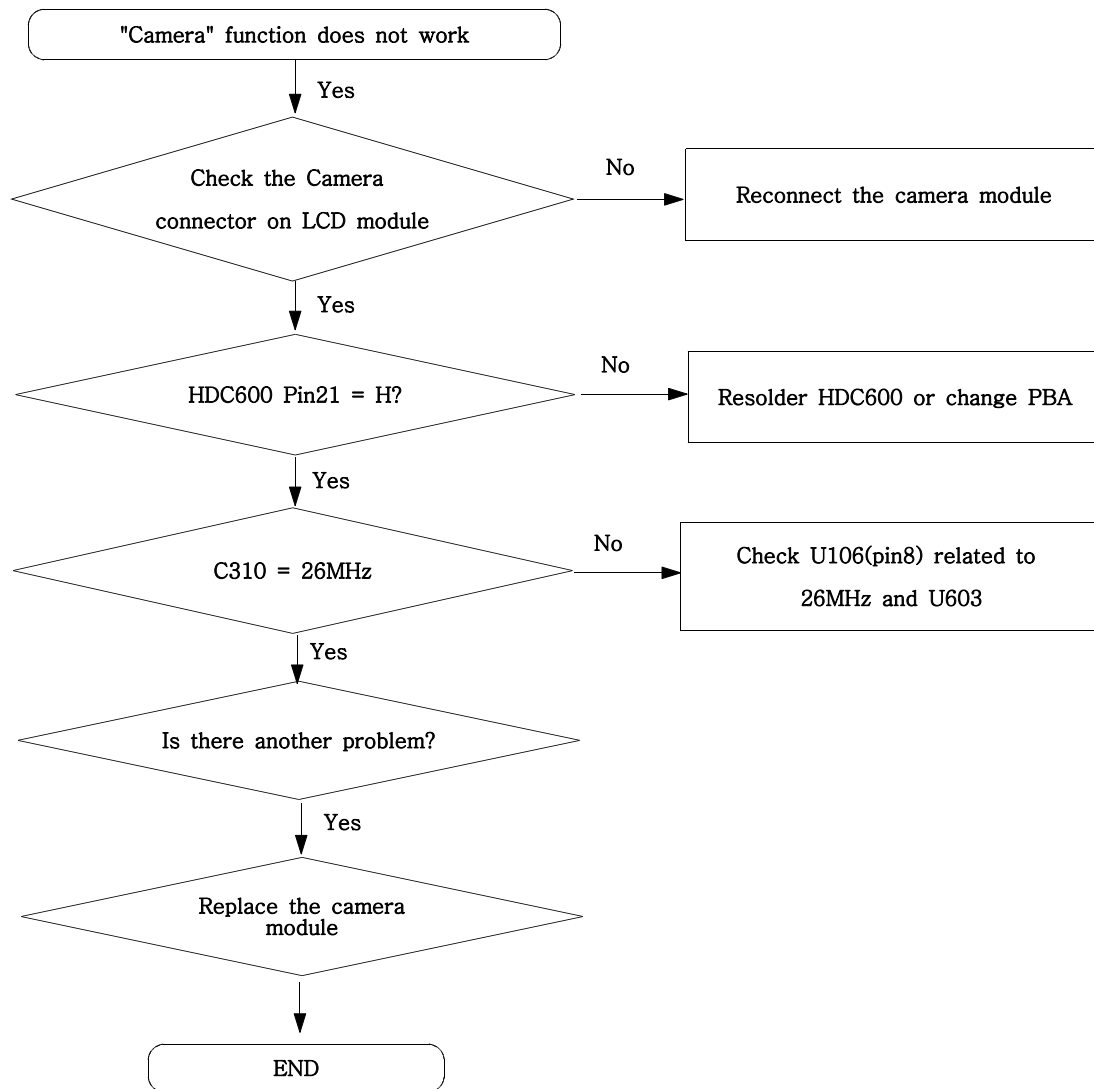 "Camera" function does not work
Yes
Check the Camera
connector on LCD module
No
Reconnect the camera module
Yes
HDC600 Pin21 = H?
No
Resolder HDC600 or change PBA
Yes
C310 = 26MHz
No
Check U106(pin8) related to
26MHz and U603
Yes
Is there another problem?
Yes
Replace the camera
module
END